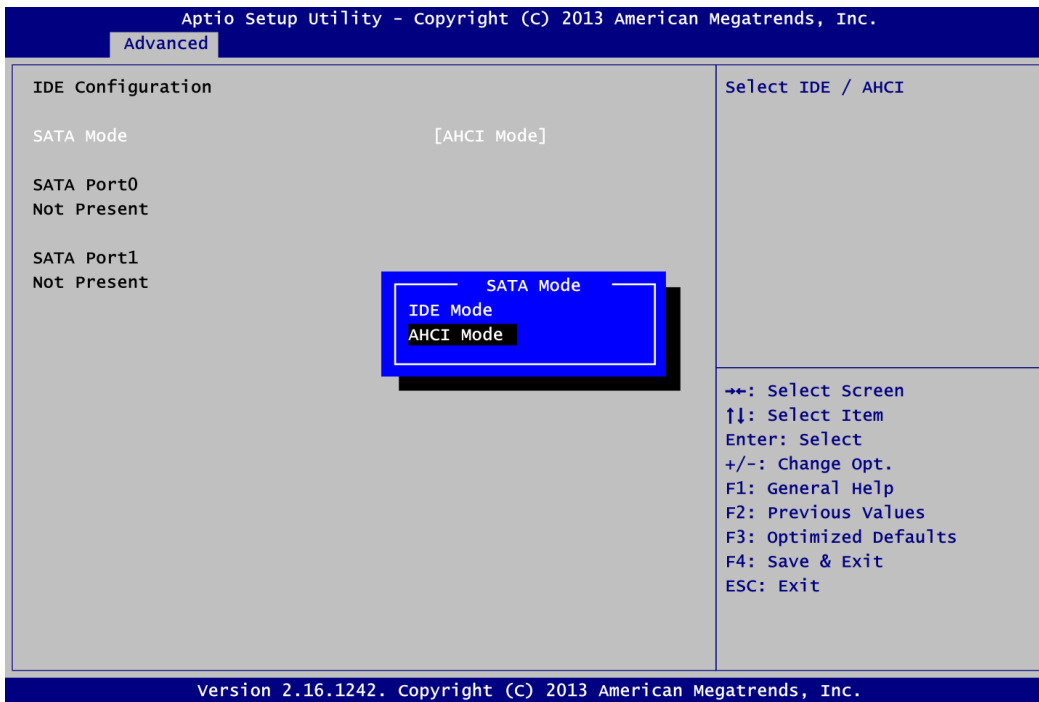 Aptio Setup Utility - Copyright (C) 2013 American Megatrends, Inc.
Advanced
IDE Configuration
SATA Mode [AHCI Mode]
SATA Port0
Not Present
SATA Port1
Not Present
SATA Mode
IDE Mode
AHCI Mode
Select IDE / AHCI
→←: Select Screen
↑↓: Select Item
Enter: Select
+/-: Change Opt.
F1: General Help
F2: Previous Values
F3: Optimized Defaults
F4: Save & Exit
ESC: Exit
Version 2.16.1242. Copyright (C) 2013 American Megatrends, Inc.